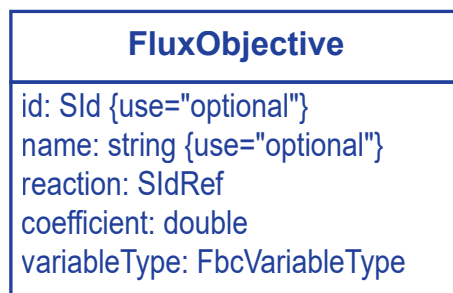 FluxObjective
id: SId {use="optional"}
name: string {use="optional"}
reaction: SIdRef
coefficient: double
variableType: FbcVariableType